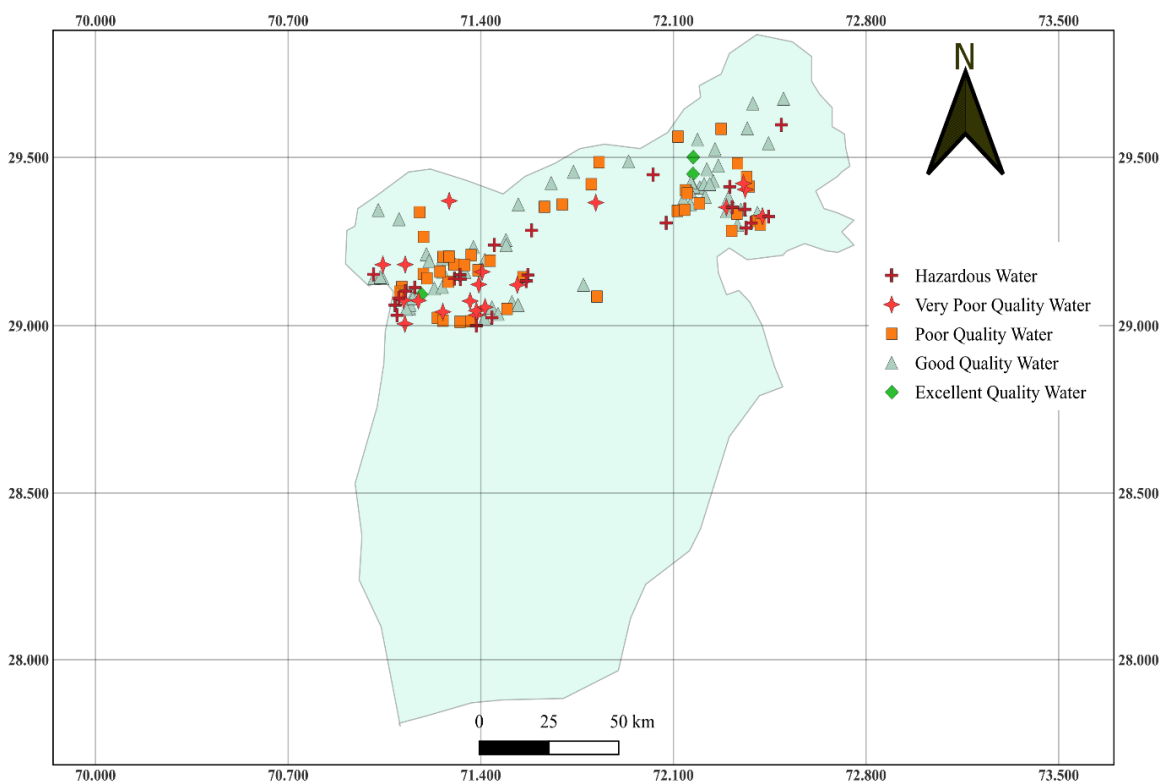 70.000 70.700 71.400 72.100 72.800 73.500
N
29.500 29.500
Hazardous Water
Very Poor Quality Water
29.000 29.000
Poor Quality Water
Good Quality Water
Excellent Quality Water
28.500 28.500
28.000 28.000
0 25 50 km
70.000 70.700 71.400 72.100 72.800 73.500